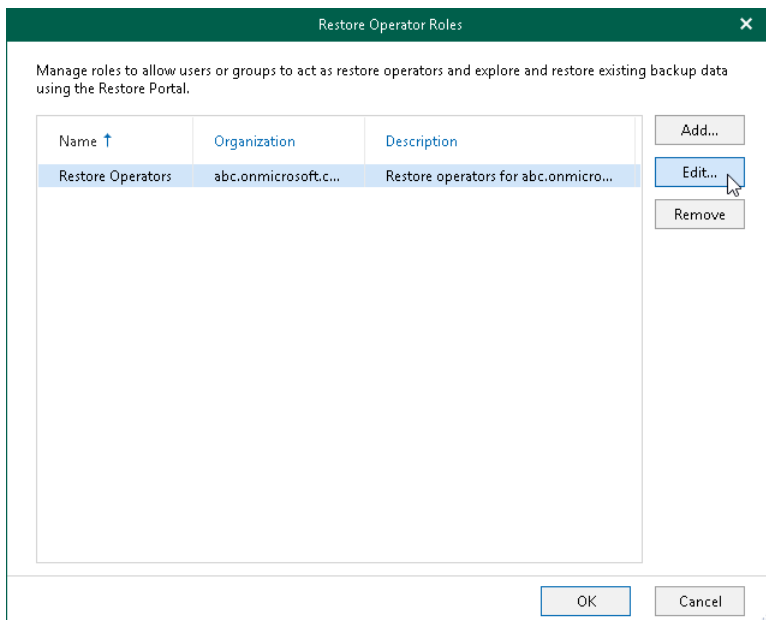 Restore Operator Roles
Manage roles to allow users or groups to act as restore operators and explore and restore existing backup data
using the Restore Portal.
Name Organization Description
Restore Operators abc.onmicrosoft.c... Restore operators for abc.onmicro...
Add...
Edit...
Remove
OK Cancel